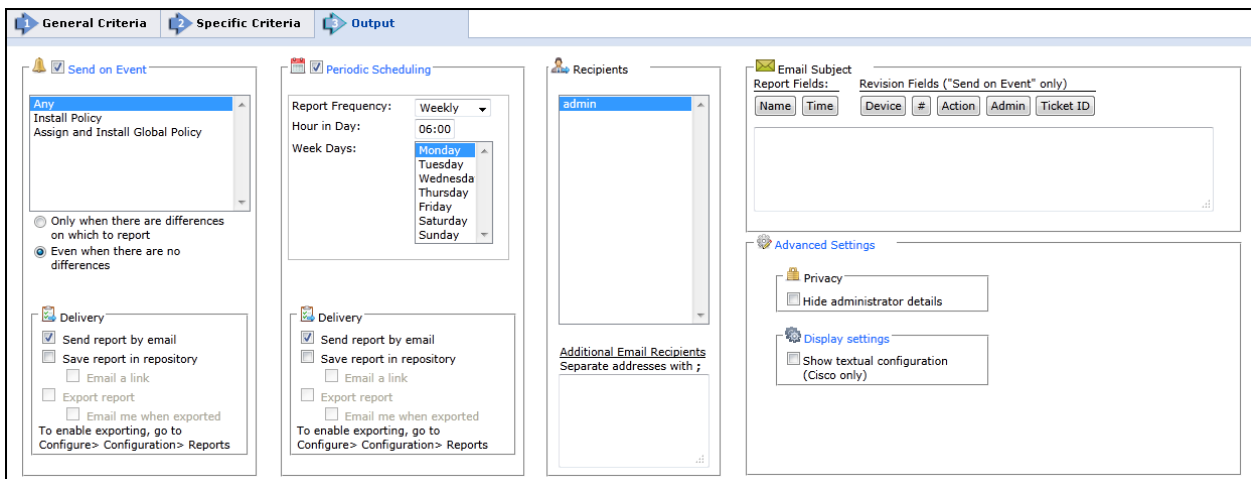 1 General Criteria
2 Specific Criteria
3 Output
Send on Event
Any
Install Policy
Assign and Install Global Policy
Only when there are differences
on which to report
Even when there are no
differences
Delivery
Send report by email
Save report in repository
Email a link
Export report
Email me when exported
To enable exporting, go to
Configure> Configuration> Reports
Periodic Scheduling
Report Frequency: Weekly
Hour in Day: 06:00
Week Days: Monday
Tuesday
Wednesda
Thursday
Friday
Saturday
Sunday
Delivery
Send report by email
Save report in repository
Email a link
Export report
Email me when exported
To enable exporting, go to
Configure> Configuration> Reports
Recipients
admin
Additional Email Recipients
Separate addresses with ;
Email Subject
Report Fields: Revision Fields ("Send on Event" only)
Name Time Device # Action Admin Ticket ID
Advanced Settings
Privacy
Hide administrator details
Display settings
Show textual configuration
(Cisco only)